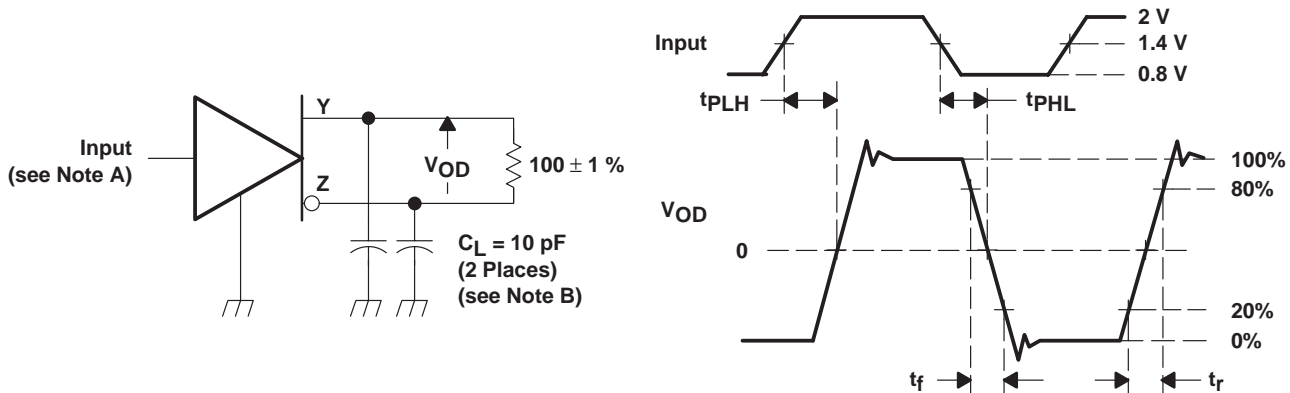 Input
(see Note A)
Y
Z
VOD
100 ± 1 %
CL = 10 pF
(2 Places)
(see Note B)
Input
2 V
1.4 V
0.8 V
tPLH
tPHL
VOD
0
100%
80%
20%
0%
tf
tr